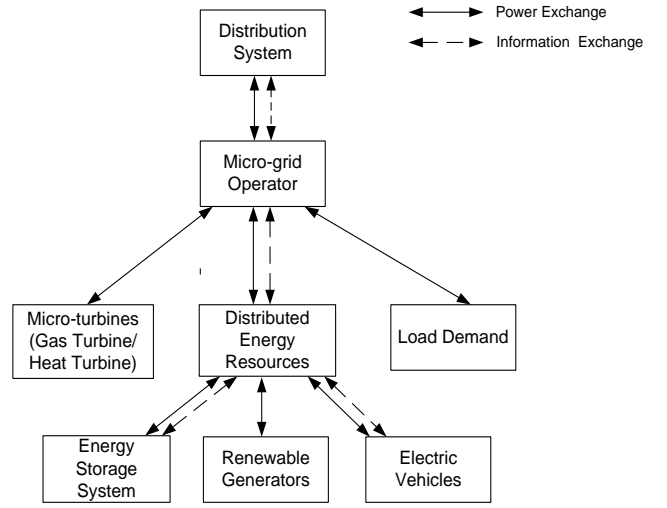 Power Exchange
Information Exchange
Distribution
System
Micro-grid
Operator
Micro-turbines
(Gas Turbine/
Heat Turbine)
Distributed
Energy
Resources
Load Demand
Energy
Storage
System
Renewable
Generators
Electric
Vehicles